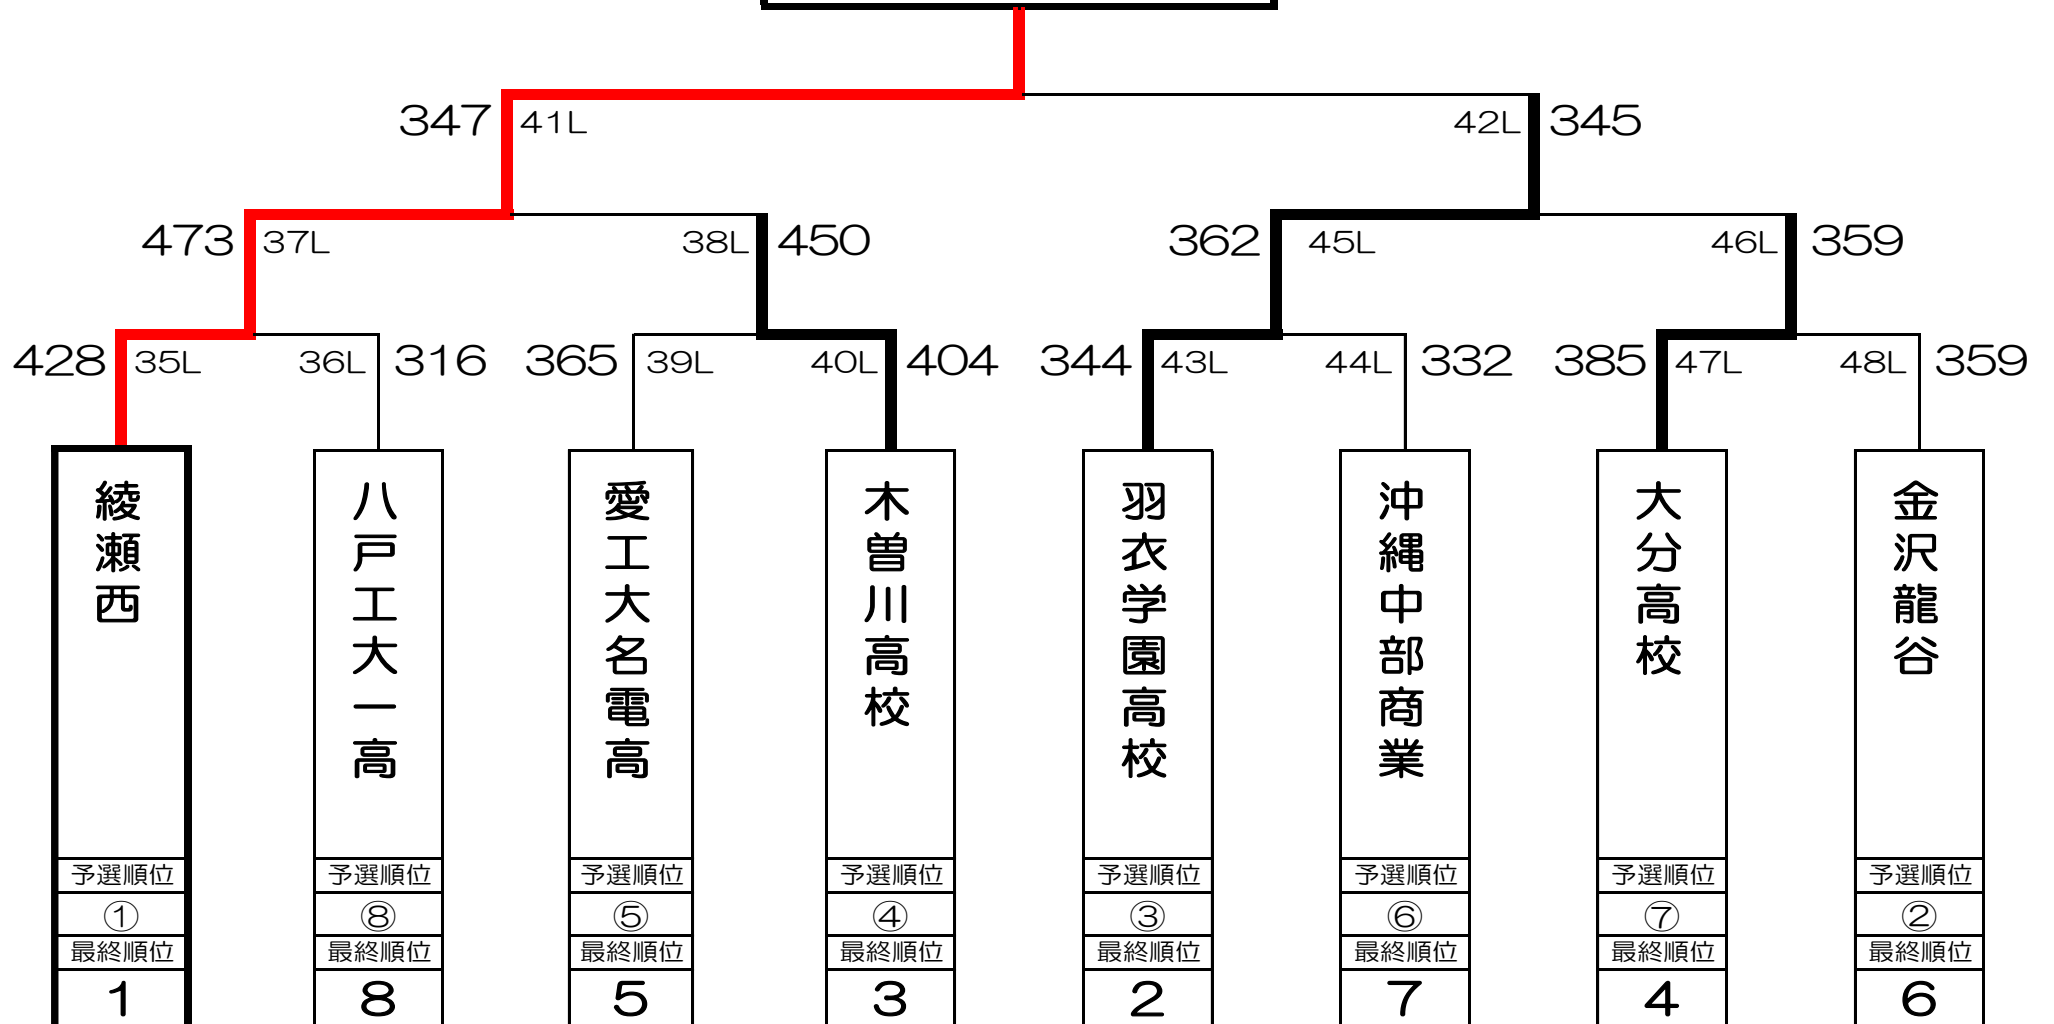 347 41L 42L 345
473 37L 38L 450 362 45L 46L 359
428 35L 36L 316 365 39L 40L 404 344 43L 44L 332 385 47L 48L 359
綾瀬西
八戸工大一高
愛工大名電高
木曽川高校
羽衣学園高校
沖縄中部商業
大分高校
金沢龍谷
予選順位 予選順位 予選順位 予選順位 予選順位 予選順位 予選順位 予選順位
① ⑧ ⑤ ④ ③ ⑥ ⑦ ②
最終順位 最終順位 最終順位 最終順位 最終順位 最終順位 最終順位 最終順位
1 8 5 3 2 7 4 6